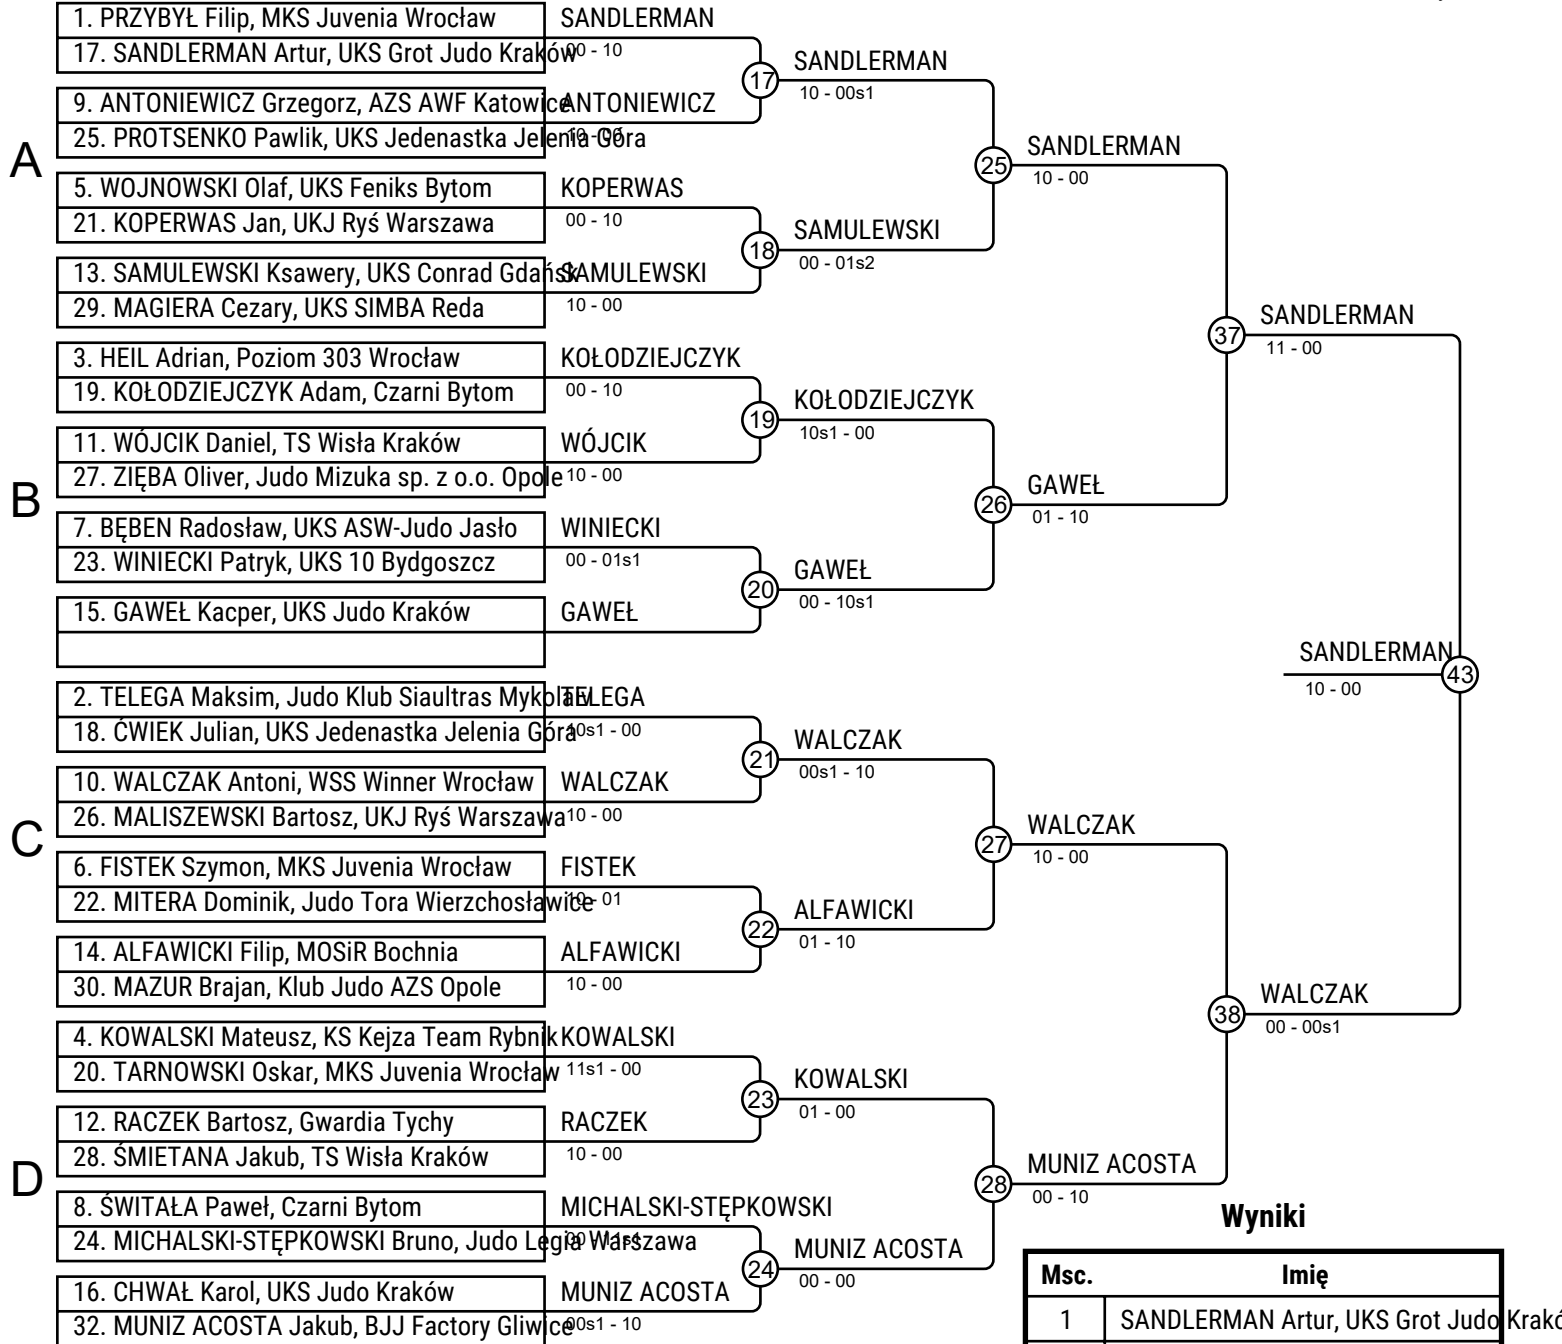 1. PRZYBYŁ Filip, MKS Juvenia Wrocław
SANDLERMAN
17. SANDLERMAN Artur, UKS Grot Judo Kraków
00 - 10
17
SANDLERMAN
10 - 00s1
9. ANTONIEWICZ Grzegorz, AZS AWF Katowice
ANTONIEWICZ
25. PROTSENKO Pawlik, UKS Jedenastka Jelenia Góra
10 - 00
A
25
SANDLERMAN
10 - 00
5. WOJNOWSKI Olaf, UKS Feniks Bytom
KOPERWAS
21. KOPERWAS Jan, UKJ Ryś Warszawa
00 - 10
18
SAMULEWSKI
00 - 01s2
13. SAMULEWSKI Ksawery, UKS Conrad Gdańsk
SAMULEWSKI
29. MAGIERA Cezary, UKS SIMBA Reda
10 - 00
37
SANDLERMAN
11 - 00
3. HEIL Adrian, Poziom 303 Wrocław
KOŁODZIEJCZYK
19. KOŁODZIEJCZYK Adam, Czarni Bytom
00 - 10
19
KOŁODZIEJCZYK
10s1 - 00
11. WÓJCIK Daniel, TS Wisła Kraków
WÓJCIK
27. ZIĘBA Oliver, Judo Mizuka sp. z o.o. Opole
10 - 00
B
26
GAWEŁ
01 - 10
7. BĘBEN Radosław, UKS ASW-Judo Jasło
WINIECKI
23. WINIECKI Patryk, UKS 10 Bydgoszcz
00 - 01s1
20
GAWEŁ
00 - 10s1
15. GAWEŁ Kacper, UKS Judo Kraków
GAWEŁ
SANDLERMAN
43
10 - 00
2. TELEGA Maksim, Judo Klub Siaultras Mykolaiv
TELEGA
18. ĆWIEK Julian, UKS Jedenastka Jelenia Góra
10s1 - 00
21
WALCZAK
00s1 - 10
10. WALCZAK Antoni, WSS Winner Wrocław
WALCZAK
26. MALISZEWSKI Bartosz, UKJ Ryś Warszawa
10 - 00
C
27
WALCZAK
10 - 00
6. FISTEK Szymon, MKS Juvenia Wrocław
FISTEK
22. MITERA Dominik, Judo Tora Wierzchosławice
10 - 01
22
ALFAWICKI
01 - 10
14. ALFAWICKI Filip, MOSiR Bochnia
ALFAWICKI
30. MAZUR Brajan, Klub Judo AZS Opole
10 - 00
38
WALCZAK
00 - 00s1
4. KOWALSKI Mateusz, KS Kejza Team Rybnik
KOWALSKI
20. TARNOWSKI Oskar, MKS Juvenia Wrocław
11s1 - 00
23
KOWALSKI
01 - 00
12. RACZEK Bartosz, Gwardia Tychy
RACZEK
28. ŚMIETANA Jakub, TS Wisła Kraków
10 - 00
D
28
MUNIZ ACOSTA
00 - 10
8. ŚWITAŁA Paweł, Czarni Bytom
MICHALSKI-STĘPKOWSKI
24. MICHALSKI-STĘPKOWSKI Bruno, Judo Legia Warszawa
24
MUNIZ ACOSTA
00 - 00
16. CHWAŁ Karol, UKS Judo Kraków
MUNIZ ACOSTA
32. MUNIZ ACOSTA Jakub, BJJ Factory Gliwice
00s1 - 10
Wyniki
Msc. Imię
1 SANDLERMAN Artur, UKS Grot Judo